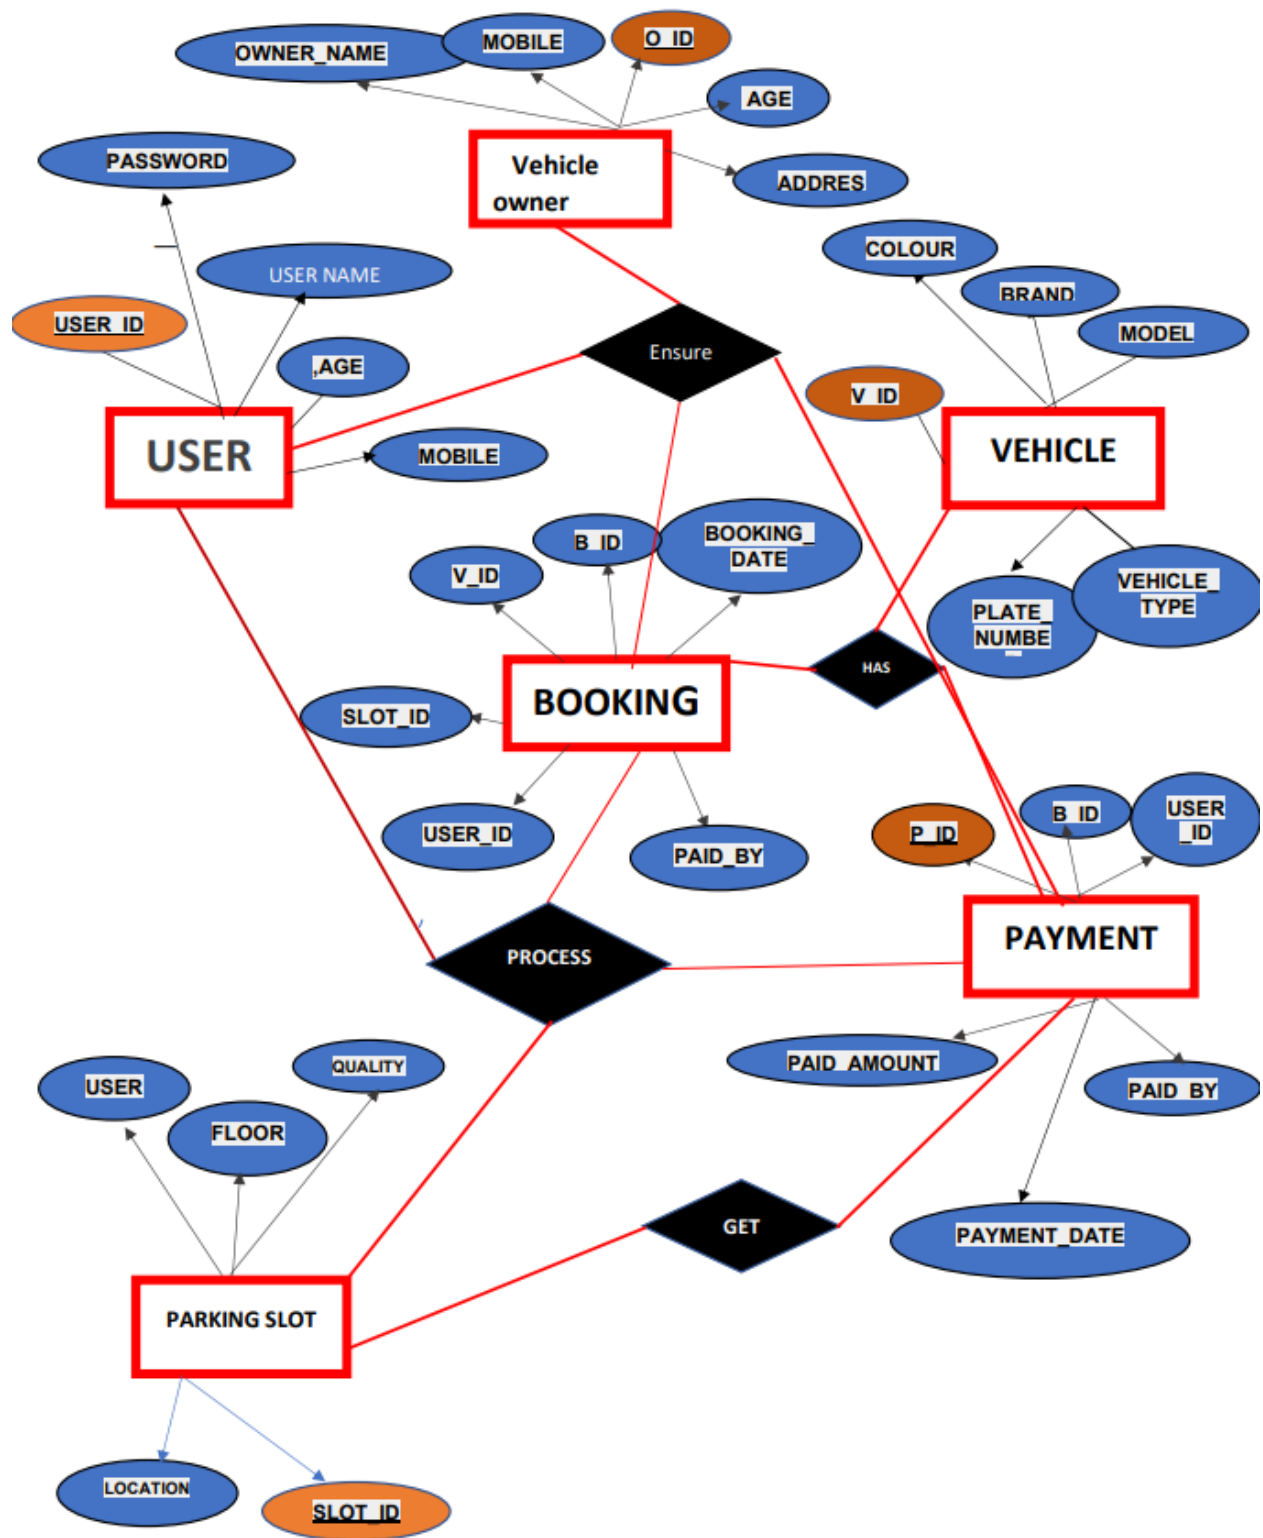 OWNER_NAME
MOBILE
O_ID
AGE
ADDRES
Vehicle
owner
PASSWORD
USER NAME
USER_ID
,AGE
MOBILE
USER
Ensure
COLOUR
BRAND
MODEL
V_ID
VEHICLE
PLATE_
NUMBE
VEHICLE_
TYPE
V_ID
B_ID
BOOKING_
DATE
BOOKING
HAS
SLOT_ID
USER_ID
PAID_BY
P_ID
B_ID
USER
_ID
PAYMENT
PROCESS
PAID_AMOUNT
PAID_BY
PAYMENT_DATE
USER
FLOOR
QUALITY
GET
PARKING SLOT
LOCATION
SLOT_ID